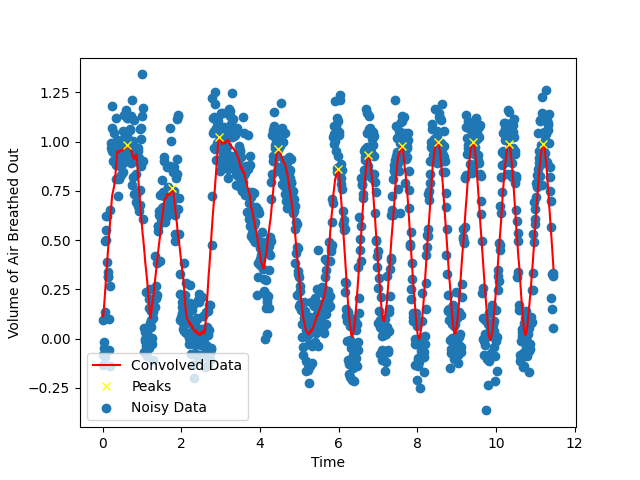 Volume of Air Breathed Out
1.25
1.00
0.75
0.50
0.25
0.00
−0.25
Convolved Data
Peaks
Noisy Data
0 2 4 6 8 10 12
Time